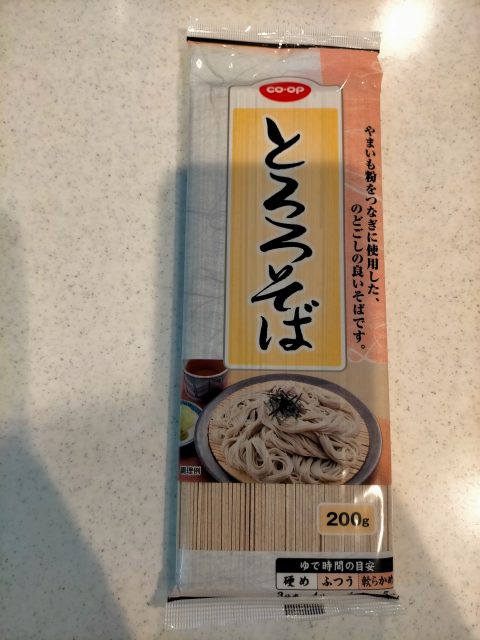 co·op
とろろそば
やまいも粉をつなぎに使用した、
のどごしの良いそばです。
調理例
200g
ゆで時間の目安
硬め ふつう 軟らかめ